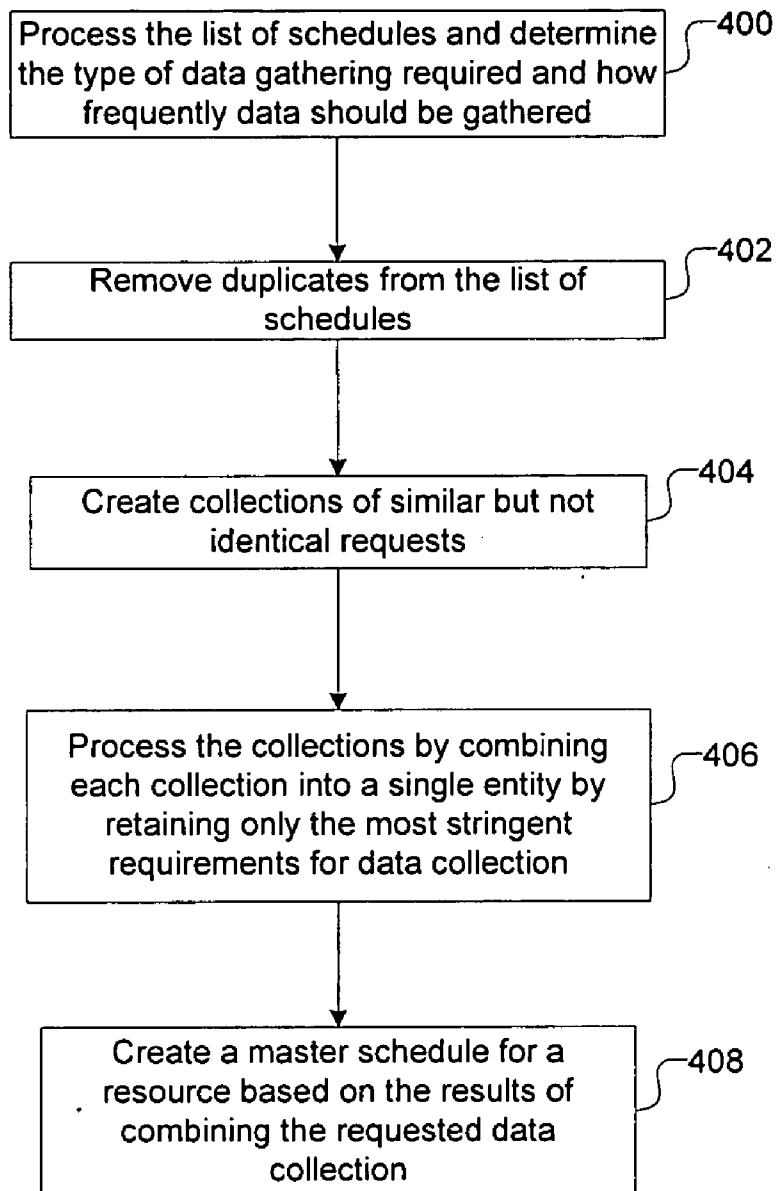 Process the list of schedules and determine
the type of data gathering required and how
frequently data should be gathered
400
Remove duplicates from the list of
schedules
402
Create collections of similar but not
identical requests
404
Process the collections by combining
each collection into a single entity by
retaining only the most stringent
requirements for data collection
406
Create a master schedule for a
resource based on the results of
combining the requested data
collection
408